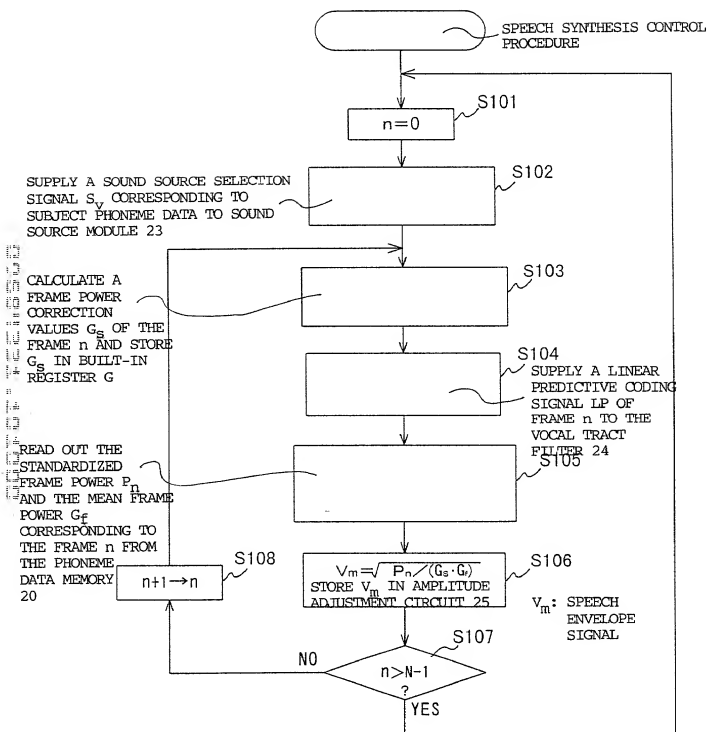 SPEECH SYNTHESIS CONTROL
PROCEDURE
S101
n=0
S102
SUPPLY A SOUND SOURCE SELECTION
SIGNAL Sv CORRESPONDING TO
SUBJECT PHONEME DATA TO SOUND
SOURCE MODULE 23
S103
CALCULATE A
FRAME POWER
CORRECTION
VALUES Gs OF THE
FRAME n AND STORE
Gs IN BUILT-IN
REGISTER G
S104
SUPPLY A LINEAR
PREDICTIVE CODING
SIGNAL LP OF
FRAME n TO THE
VOCAL TRACT
FILTER 24
S105
READ OUT THE
STANDARDIZED
FRAME POWER Pn
AND THE MEAN FRAME
POWER Gf
CORRESPONDING TO
THE FRAME n FROM
THE PHONEME
DATA MEMORY
20
S106
Vm=√Pn/(Gs·Gf)
STORE Vm IN AMPLITUDE
ADJUSTMENT CIRCUIT 25
Vm: SPEECH
ENVELOPE
SIGNAL
S108
n+1→n
S107
NO
n>N-1
?
YES